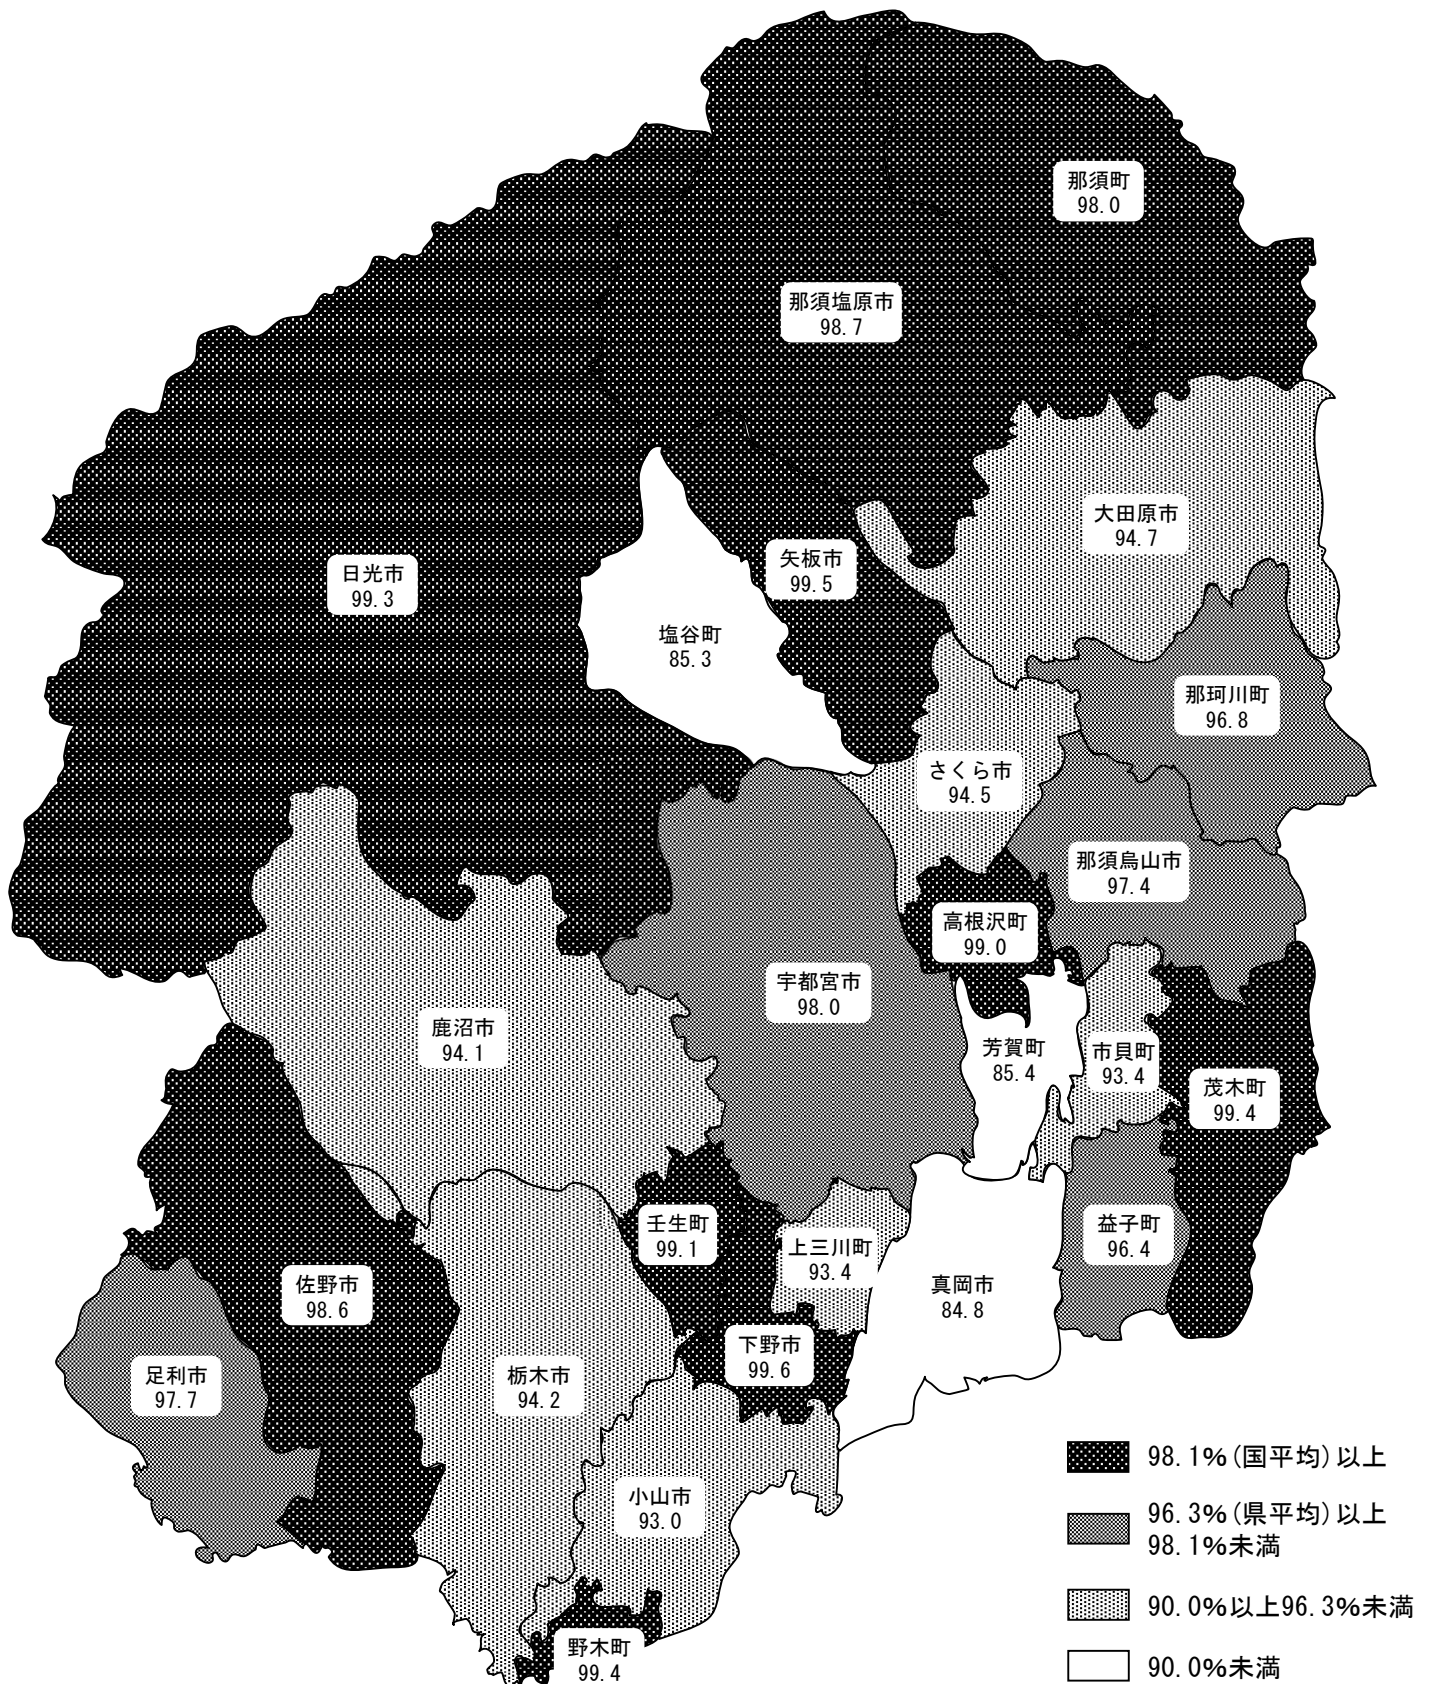 那須町
98.0
那須塩原市
98.7
大田原市
94.7
矢板市
99.5
日光市
99.3
塩谷町
85.3
那珂川町
96.8
さくら市
94.5
那須烏山市
97.4
高根沢町
99.0
宇都宮市
98.0
鹿沼市
94.1
芳賀町
85.4
市貝町
93.4
茂木町
99.4
壬生町
99.1
上三川町
93.4
益子町
96.4
佐野市
98.6
真岡市
84.8
下野市
99.6
足利市
97.7
栃木市
94.2
小山市
93.0
野木町
99.4
98.1%(国平均)以上
96.3%(県平均)以上
98.1%未満
90.0%以上96.3%未満
90.0%未満